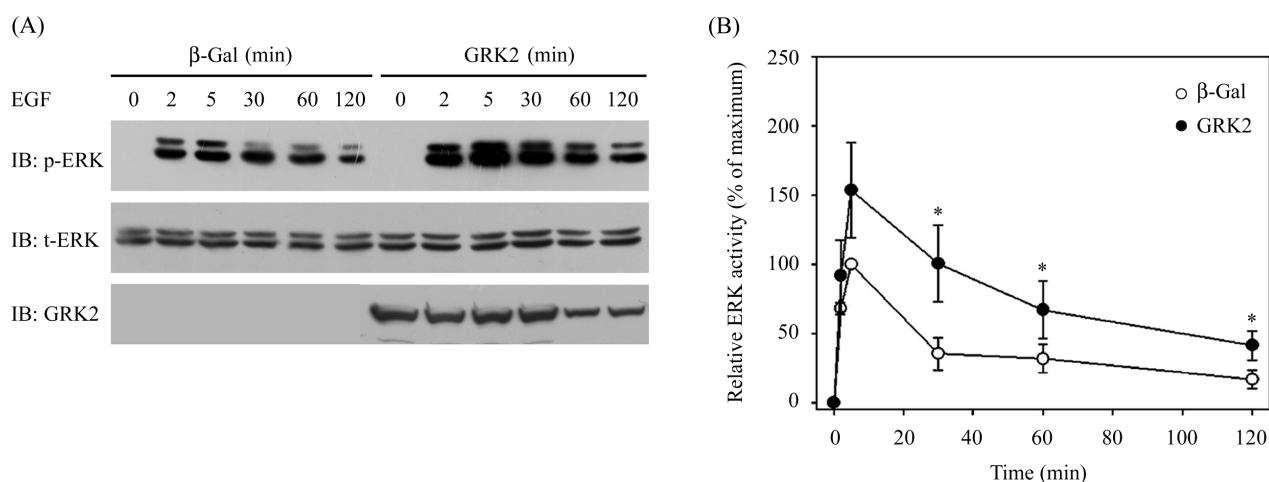 (A)
β-Gal (min) GRK2 (min)
EGF 0 2 5 30 60 120 0 2 5 30 60 120
IB: p-ERK
IB: t-ERK
IB: GRK2
(B)
Relative ERK activity (% of maximum)
250
200
150
100
50
0
β-Gal
GRK2
*
*
*
0 20 40 60 80 100 120
Time (min)